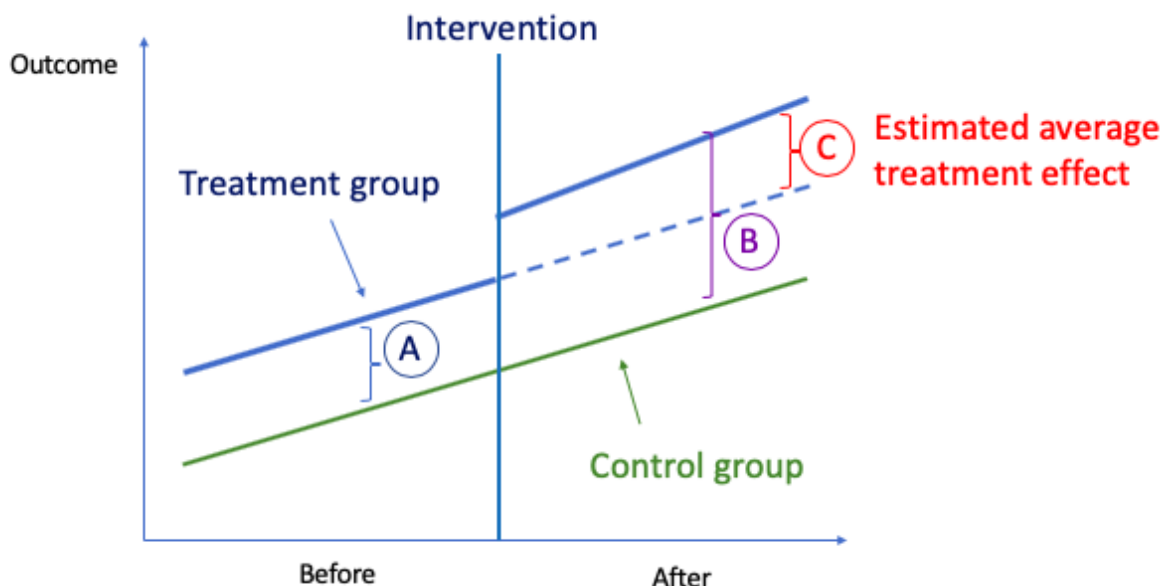 Intervention
Outcome
Treatment group
C
Estimated average
treatment effect
B
A
Control group
Before
After